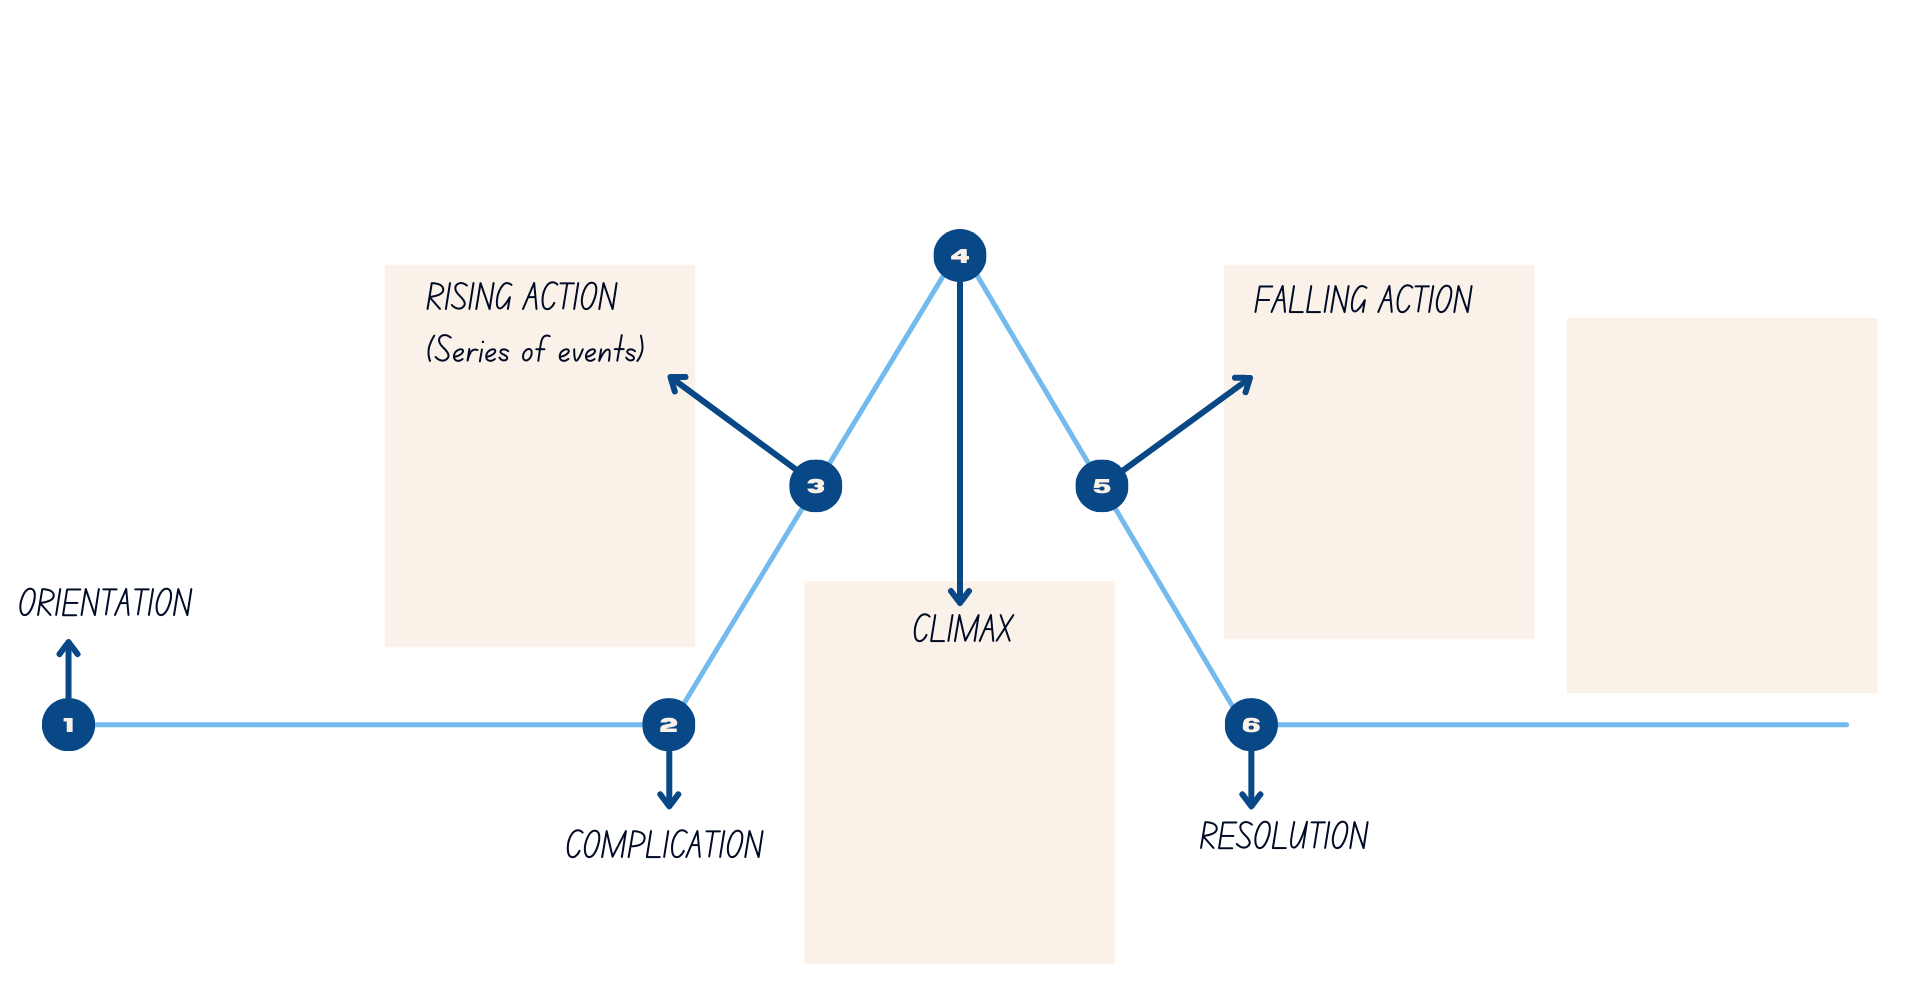 4
RISING ACTION
(Series of events)
FALLING ACTION
3
5
ORIENTATION
CLIMAX
1
2
6
COMPLICATION
RESOLUTION